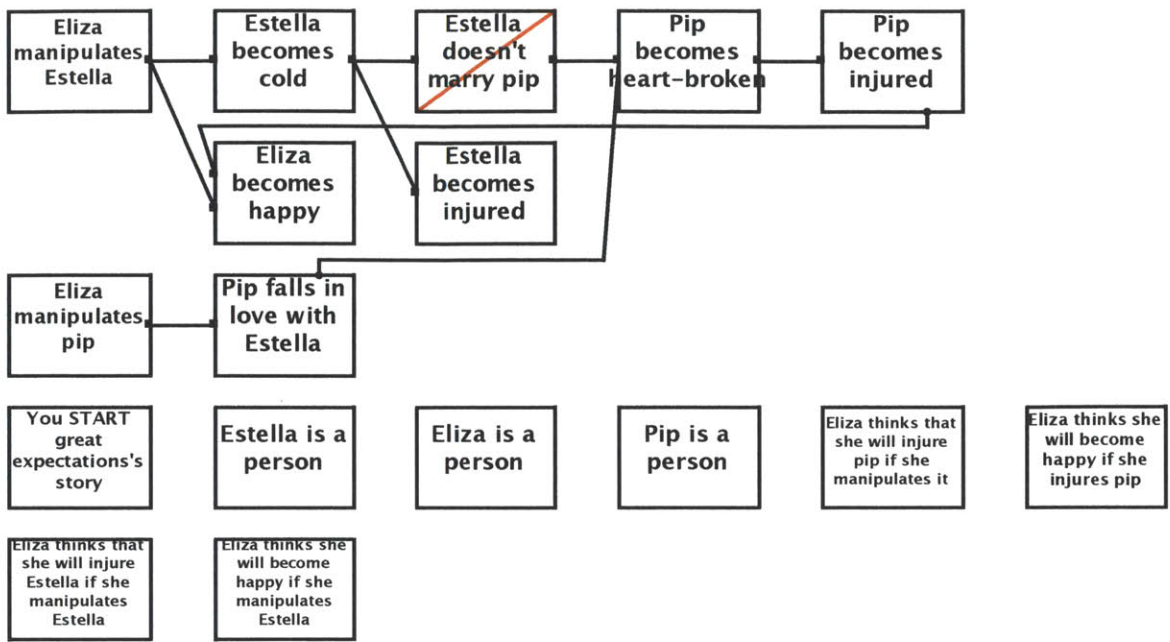 Eliza
manipulates
Estella
Estella
becomes
cold
Estella
doesn't
marry pip
Pip
becomes
heart-broken
Pip
becomes
injured
Eliza
becomes
happy
Estella
becomes
injured
Eliza
manipulates
pip
Pip falls in
love with
Estella
You START
great
expectations's
story
Estella is a
person
Eliza is a
person
Pip is a
person
Eliza thinks that
she will injure
pip if she
manipulates it
Eliza thinks she
will become
happy if she
injures pip
Eliza thinks that
she will injure
Estella if she
manipulates
Estella
Eliza thinks she
will become
happy if she
manipulates
Estella